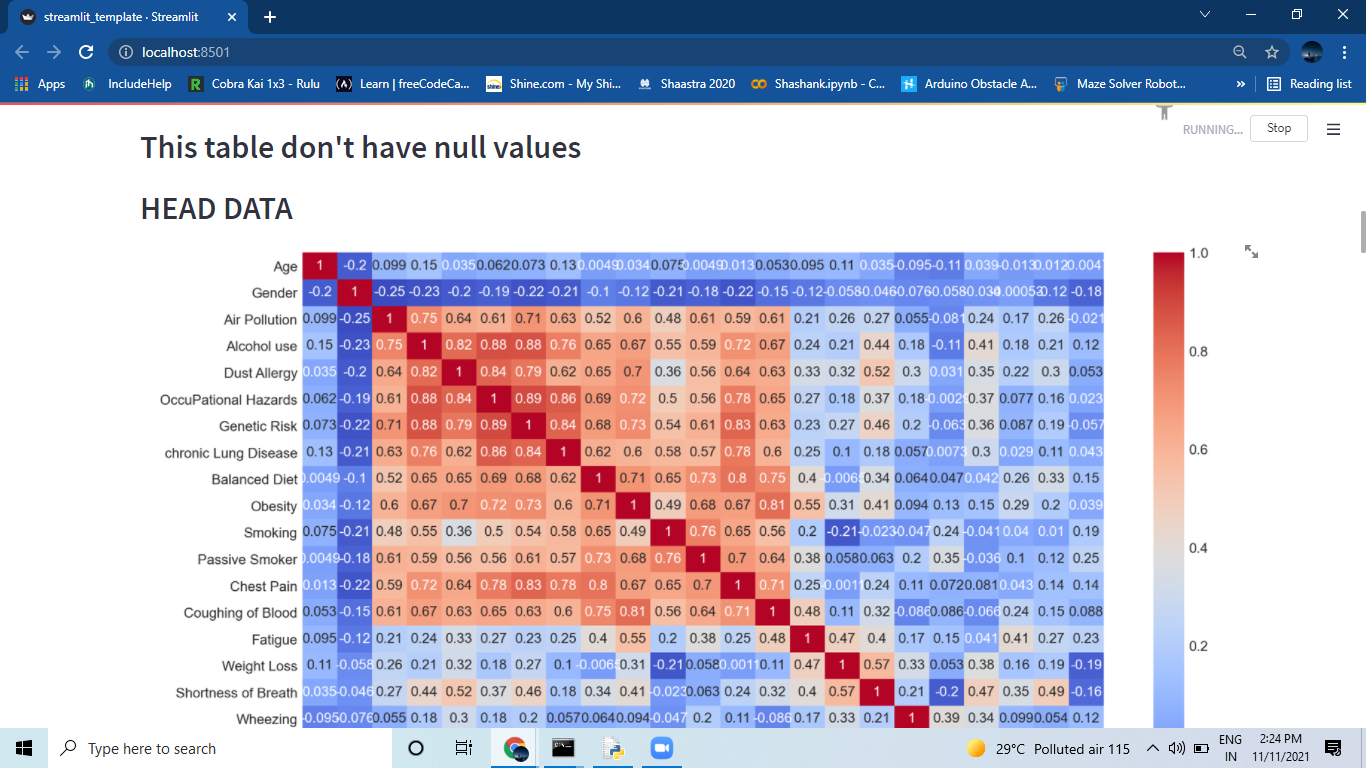 streamlit_template · Streamlit
localhost:8501
Apps IncludeHelp Cobra Kai 1x3 - Rulu Learn | freeCodeCa... Shine.com - My Shi... Shaastra 2020 Shashank.ipynb - C... Arduino Obstacle A... Maze Solver Robot... » Reading list
RUNNING... Stop
This table don't have null values
HEAD DATA
Age 1 -0.2 0.099 0.15 0.035 0.062 0.073 0.13 0.0049 0.034 0.075 0.0049 0.013 0.053 0.095 0.11 0.035 -0.095 -0.11 0.039 -0.013 0.012
Gender -0.2 1 -0.25 -0.23 -0.2 -0.19 -0.22 -0.21 -0.1 -0.12 -0.21 -0.18 -0.22 -0.15 -0.12 -0.058 -0.046 -0.076 -0.058 -0.12 -0.18
Air Pollution 0.099 -0.25 1 0.75 0.64 0.61 0.71 0.63 0.52 0.6 0.48 0.61 0.59 0.61 0.21 0.26 0.27 0.055 -0.081 0.24 0.17 0.26 -0.021
Alcohol use 0.15 -0.23 0.75 1 0.82 0.88 0.88 0.76 0.65 0.67 0.55 0.59 0.72 0.67 0.24 0.21 0.44 0.18 -0.11 0.41 0.18 0.21 0.12
Dust Allergy 0.035 -0.2 0.64 0.82 1 0.84 0.79 0.62 0.65 0.7 0.36 0.56 0.64 0.63 0.33 0.32 0.52 0.3 0.031 0.35 0.22 0.3 0.053
OccuPational Hazards 0.062 -0.19 0.61 0.88 0.84 1 0.89 0.86 0.69 0.72 0.5 0.56 0.78 0.65 0.27 0.18 0.37 0.18 0.37 0.077 0.16 0.023
Genetic Risk 0.073 -0.22 0.71 0.88 0.79 0.89 1 0.84 0.68 0.73 0.54 0.61 0.83 0.63 0.23 0.27 0.46 0.2 -0.063 0.36 0.087 0.19 -0.057
chronic Lung Disease 0.13 -0.21 0.63 0.76 0.62 0.86 0.84 1 0.62 0.6 0.58 0.57 0.78 0.6 0.25 0.1 0.18 0.057 0.0073 0.3 0.029 0.11 0.043
Balanced Diet 0.0049 -0.1 0.52 0.65 0.65 0.69 0.68 0.62 1 0.71 0.65 0.73 0.8 0.75 0.4 0.34 0.064 0.047 0.042 0.26 0.33 0.15
Obesity 0.034 -0.12 0.6 0.67 0.7 0.72 0.73 0.6 0.71 1 0.49 0.68 0.67 0.81 0.55 0.31 0.41 0.094 0.13 0.15 0.29 0.2 0.039
Smoking 0.075 -0.21 0.48 0.55 0.36 0.5 0.54 0.58 0.65 0.49 1 0.76 0.65 0.56 0.2 -0.21 -0.023 -0.047 0.24 -0.041 0.04 0.01 0.19
Passive Smoker 0.0049 -0.18 0.61 0.59 0.56 0.56 0.61 0.57 0.73 0.68 0.76 1 0.7 0.64 0.38 0.058 0.063 0.2 0.35 -0.036 0.1 0.12 0.25
Chest Pain 0.013 -0.22 0.59 0.72 0.64 0.78 0.83 0.78 0.8 0.67 0.65 0.7 1 0.71 0.25 0.24 0.11 0.072 0.081 0.043 0.14 0.14
Coughing of Blood 0.053 -0.15 0.61 0.67 0.63 0.65 0.63 0.6 0.75 0.81 0.56 0.64 0.71 1 0.48 0.11 0.32 -0.086 0.086 -0.066 0.24 0.15 0.088
Fatigue 0.095 -0.12 0.21 0.24 0.33 0.27 0.23 0.25 0.4 0.55 0.2 0.38 0.25 0.48 1 0.47 0.4 0.17 0.15 0.041 0.41 0.27 0.23
Weight Loss 0.11 -0.058 0.26 0.21 0.32 0.18 0.27 0.1 0.31 -0.21 0.058 0.11 0.47 1 0.57 0.33 0.053 0.38 0.16 0.19 -0.19
Shortness of Breath 0.035 -0.046 0.27 0.44 0.52 0.37 0.46 0.18 0.34 0.41 -0.023 0.063 0.24 0.32 0.4 0.57 1 0.21 -0.2 0.47 0.35 0.49 -0.16
Wheezing -0.095 -0.076 0.055 0.18 0.3 0.18 0.2 0.057 0.064 0.094 -0.047 0.2 0.11 -0.086 0.17 0.33 0.21 1 0.39 0.34 0.099 0.054 0.12
1.0
0.8
0.6
0.4
0.2
Type here to search
29°C Polluted air 115
ENG
IN
2:24 PM
11/11/2021